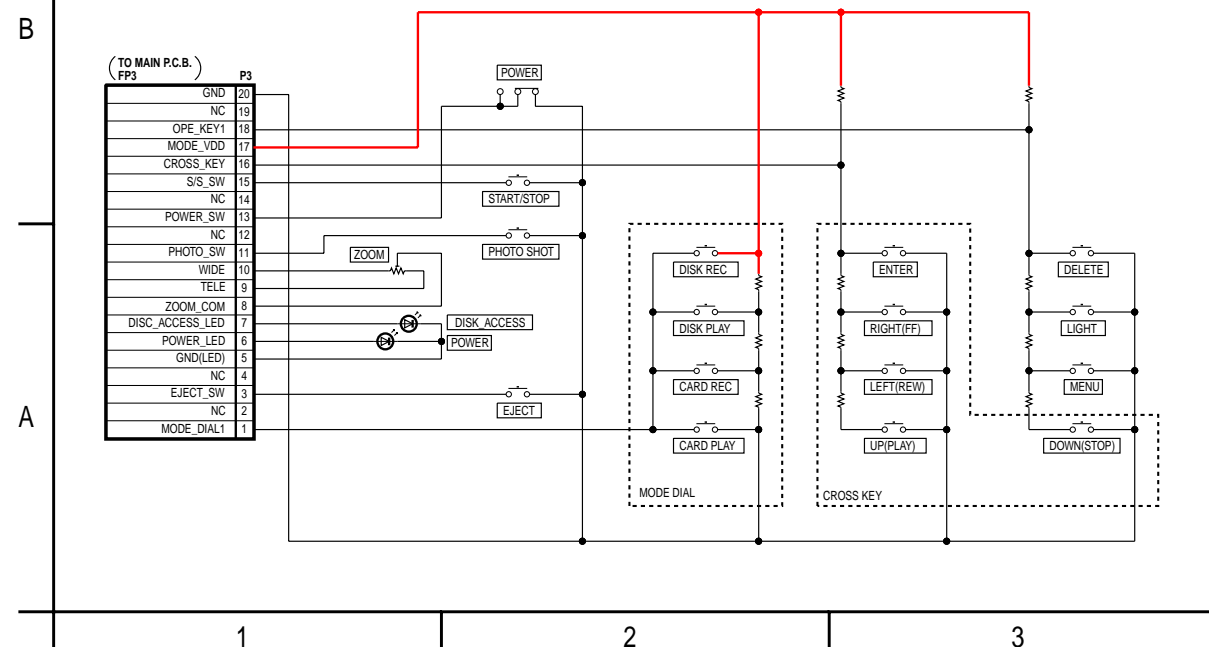 B
(TO MAIN P.C.B.)
FP3
P3
POWER
GND 20
NC 19
OPE_KEY1 18
MODE_VDD 17
CROSS_KEY 16
S/S_SW 15
START/STOP
NC 14
POWER_SW 13
NC 12
PHOTO_SW 11
ZOOM
PHOTO SHOT
WIDE 10
DISK REC
ENTER
DELETE
TELE 9
ZOOM_COM 8
DISC_ACCESS_LED 7
DISK_ACCESS
DISK PLAY
RIGHT(FF)
LIGHT
POWER_LED 6
POWER
GND(LED) 5
NC 4
CARD REC
LEFT(REW)
MENU
EJECT_SW 3
EJECT
NC 2
A
MODE_DIAL1 1
CARD PLAY
UP(PLAY)
DOWN(STOP)
MODE DIAL
CROSS KEY
1
2
3